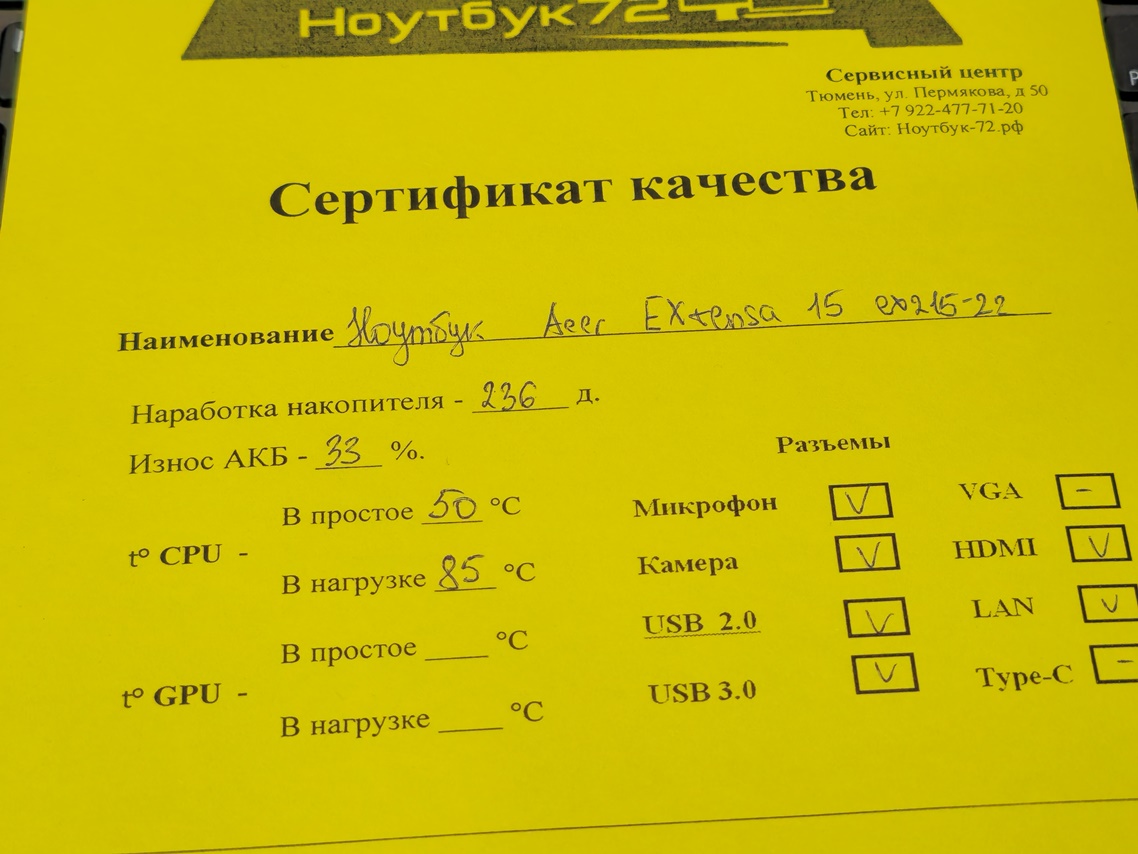 Ноутбук72
Сервисный центр
Тюмень, ул. Пермякова, д 50
Тел: +7 922-477-71-20
Сайт: Ноутбук-72.рф
Сертификат качества
Наименование Ноутбук Acer EXtensa 15 ex215-22
Наработка накопителя - 236 д.
Износ АКБ - 33 %.
t° CPU -
В простое 50 °C
В нагрузке 85 °C
t° GPU -
В простое ____ °C
В нагрузке ____ °C
Разъемы
Микрофон V
VGA -
Камера V
HDMI V
USB 2.0 V
LAN V
USB 3.0 V
Type-C -